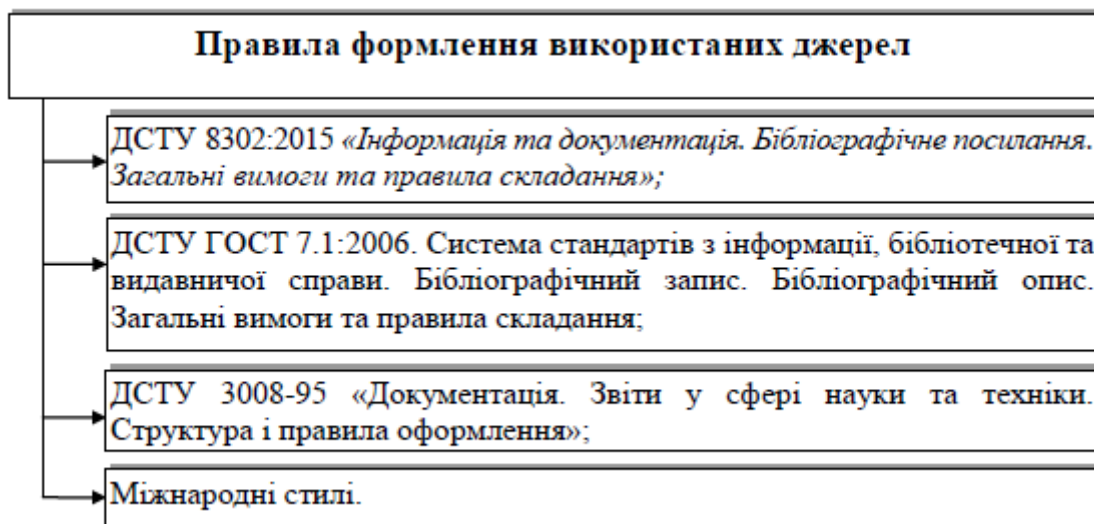 Правила формлення використаних джерел
ДСТУ 8302:2015 «Інформація та документація. Бібліографічне посилання.
Загальні вимоги та правила складання»;
ДСТУ ГОСТ 7.1:2006. Система стандартів з інформації, бібліотечної та
видавничої справи. Бібліографічний запис. Бібліографічний опис.
Загальні вимоги та правила складання;
ДСТУ 3008-95 «Документація. Звіти у сфері науки та техніки.
Структура і правила оформлення»;
Міжнародні стилі.